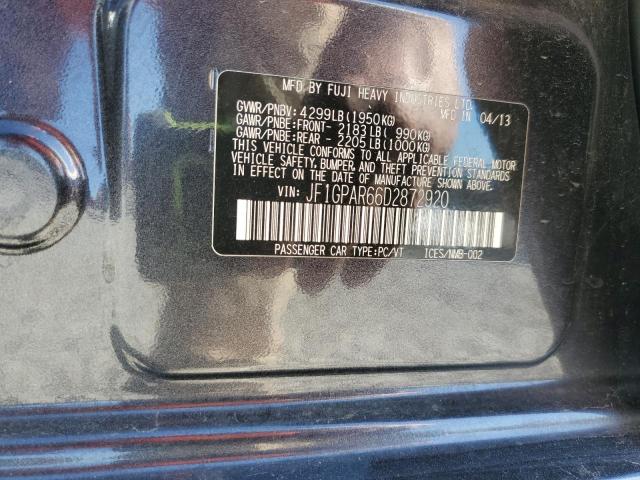 MFD BY FUJI HEAVY INDUSTRIES LTD.
GVWR/PNBV: 4299LB(1950KG) MFD IN 04/13
GAWR/PNBE:FRONT- 2183LB( 990KG)
GAWR/PNBE:REAR - 2205LB(1000KG)
THIS VEHICLE CONFORMS TO ALL APPLICABLE FEDERAL MOTOR
VEHICLE SAFETY, BUMPER, AND THEFT PREVENTION STANDARDS
IN EFFECT ON THE DATE OF MANUFACTURE SHOWN ABOVE.
VIN: JF1GPAR66D2872920
PASSENGER CAR TYPE:PC/VT ICES/NMB-002